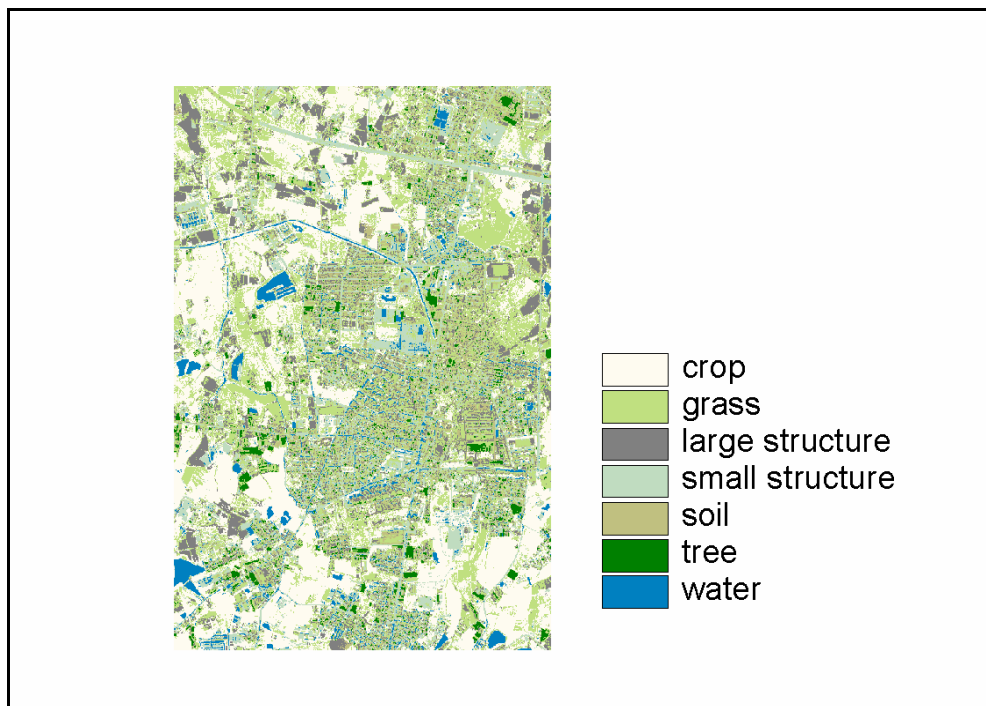 crop
grass
large structure
small structure
soil
tree
water